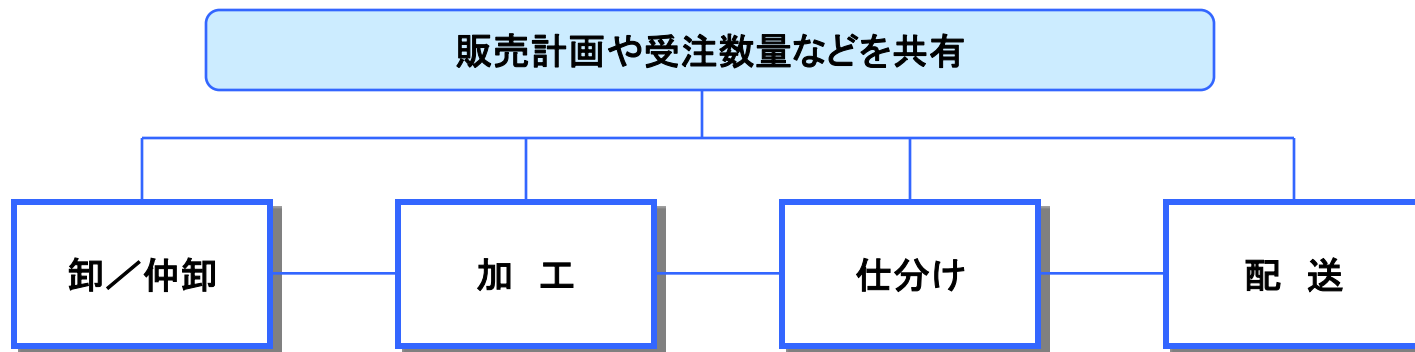 販売計画や受注数量などを共有
卸／仲卸
加　工
仕分け
配　送